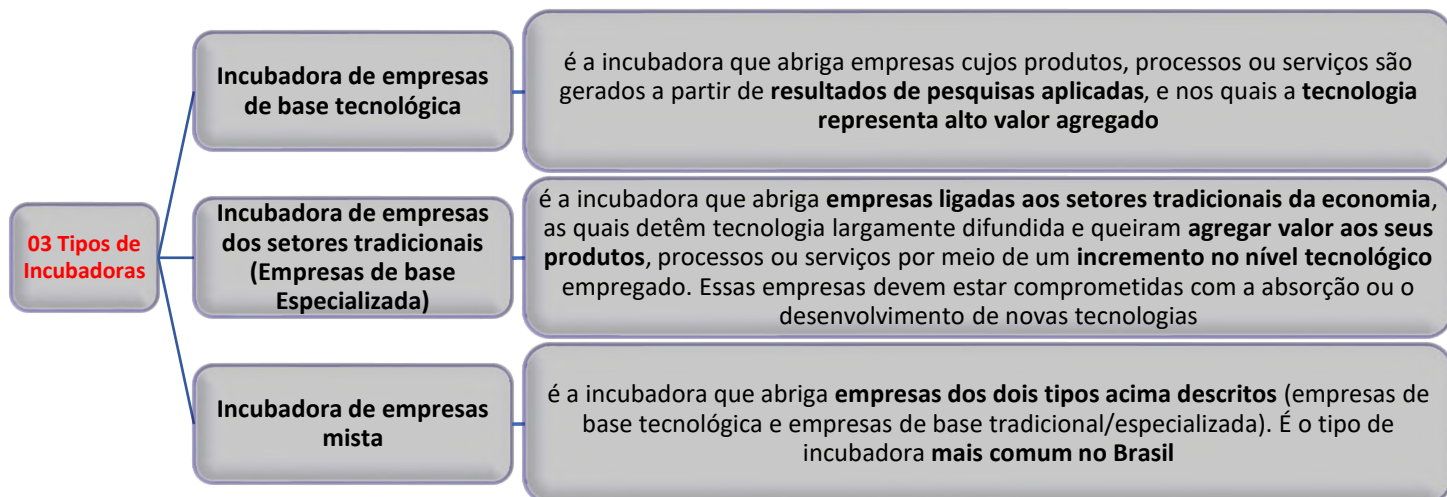 03 Tipos de
Incubadoras
Incubadora de empresas
de base tecnológica
é a incubadora que abriga empresas cujos produtos, processos ou serviços são
gerados a partir de resultados de pesquisas aplicadas, e nos quais a tecnologia
representa alto valor agregado
Incubadora de empresas
dos setores tradicionais
(Empresas de base
Especializada)
é a incubadora que abriga empresas ligadas aos setores tradicionais da economia,
as quais detêm tecnologia largamente difundida e queiram agregar valor aos seus
produtos, processos ou serviços por meio de um incremento no nível tecnológico
empregado. Essas empresas devem estar comprometidas com a absorção ou o
desenvolvimento de novas tecnologias
Incubadora de empresas
mista
é a incubadora que abriga empresas dos dois tipos acima descritos (empresas de
base tecnológica e empresas de base tradicional/especializada). É o tipo de
incubadora mais comum no Brasil